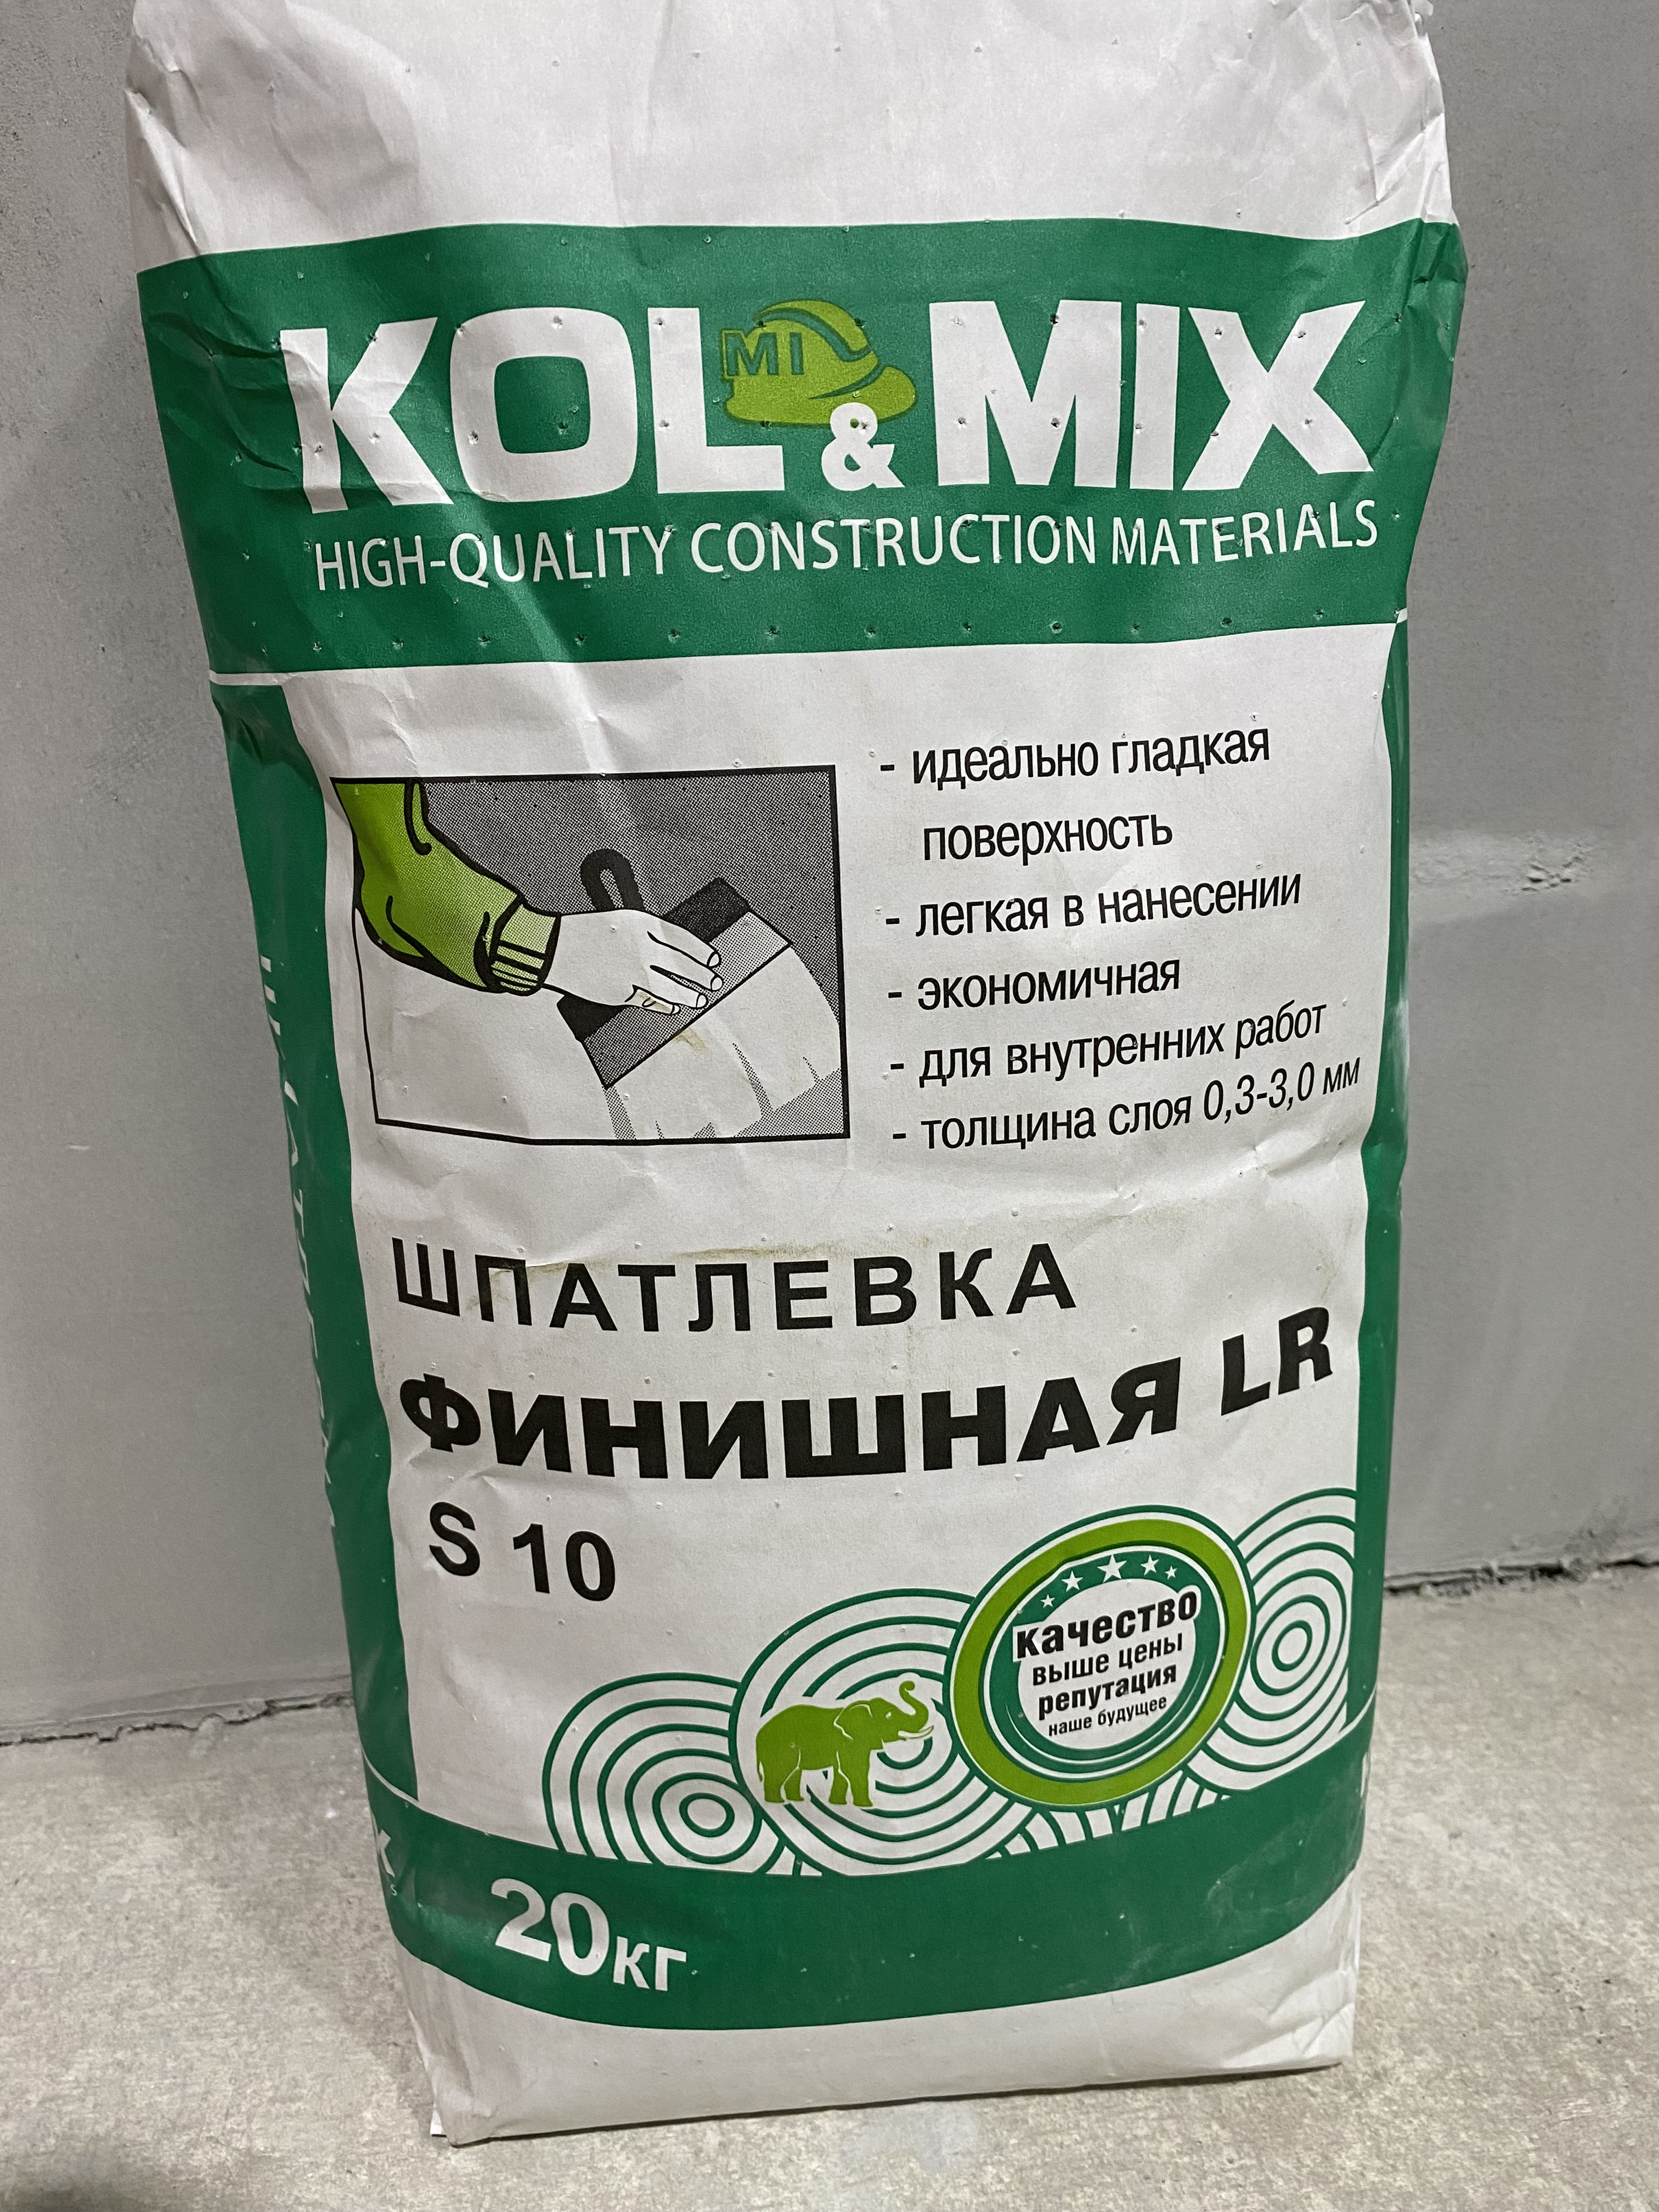 MI
KOL&MIX
HIGH-QUALITY CONSTRUCTION MATERIALS
- идеально гладкая
поверхность
- легкая в нанесении
- экономичная
- для внутренних работ
- толщина слоя 0,3-3,0 мм
ШПАТЛЕВКА
ФИНИШНАЯ LR
S 10
качество
выше цены
репутация
наше будущее
20кг